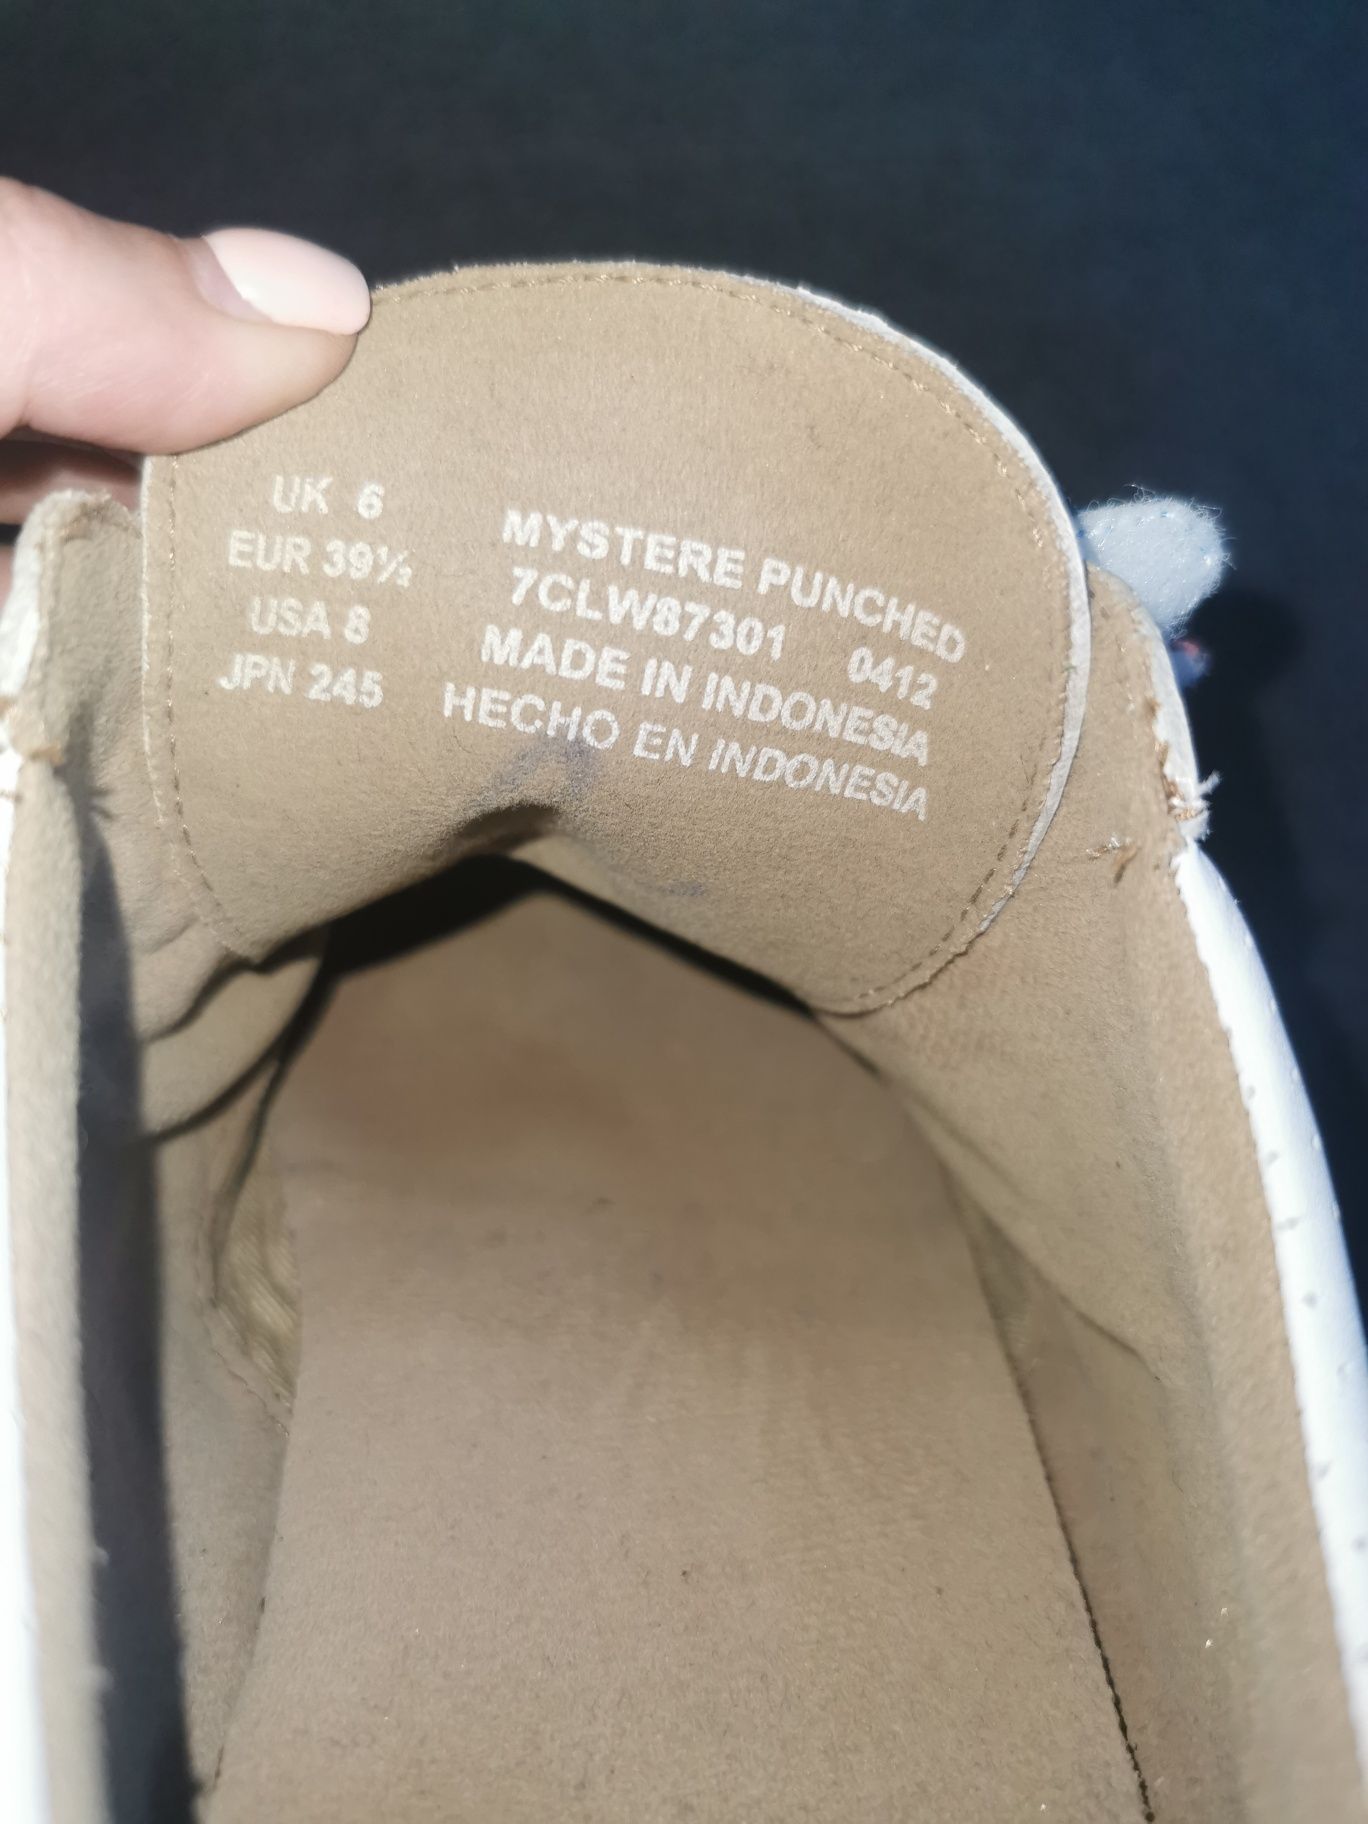 UK 6
EUR 39½
USA 8
JPN 245
MYSTERE PUNCHED
7CLW87301 0412
MADE IN INDONESIA
HECHO EN INDONESIA